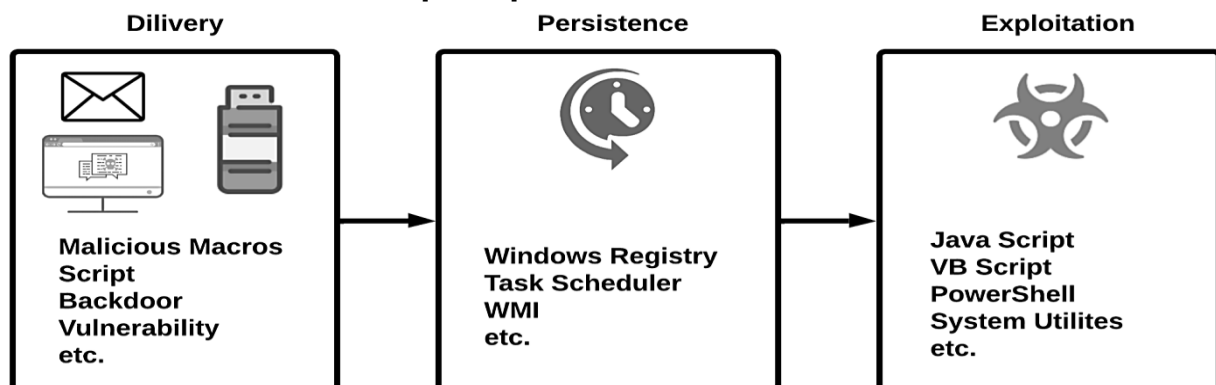 Dilivery
Malicious Macros
Script
Backdoor
Vulnerability
etc.
Persistence
Windows Registry
Task Scheduler
WMI
etc.
Exploitation
Java Script
VB Script
PowerShell
System Utilites
etc.